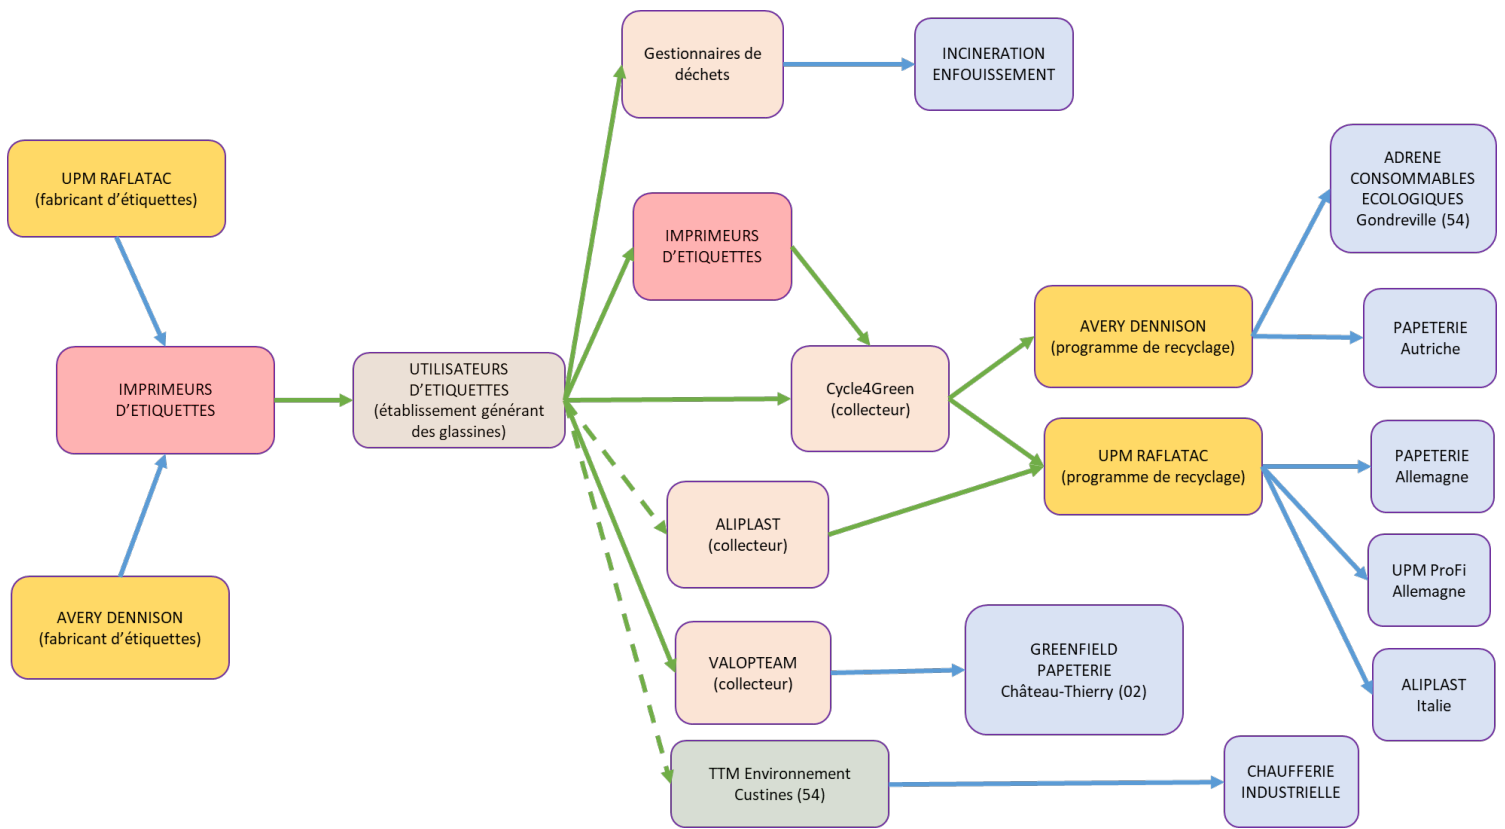 Gestionnaires de
déchets
INCINERATION
ENFOUISSEMENT
UPM RAFLATAC
(fabricant d’étiquettes)
IMPRIMEURS
D’ETIQUETTES
AVERY DENNISON
(fabricant d’étiquettes)
UTILISATEURS
D’ETIQUETTES
(établissement générant
des glassines)
IMPRIMEURS
D’ETIQUETTES
Cycle4Green
(collecteur)
ALIPLAST
(collecteur)
VALOPTEAM
(collecteur)
TTM Environnement
Custines (54)
AVERY DENNISON
(programme de recyclage)
UPM RAFLATAC
(programme de recyclage)
GREENFIELD
PAPETERIE
Château-Thierry (02)
ADRENE
CONSOMMABLES
ECOLOGIQUES
Gondreville (54)
PAPETERIE
Autriche
PAPETERIE
Allemagne
UPM ProFi
Allemagne
ALIPLAST
Italie
CHAUFFERIE
INDUSTRIELLE